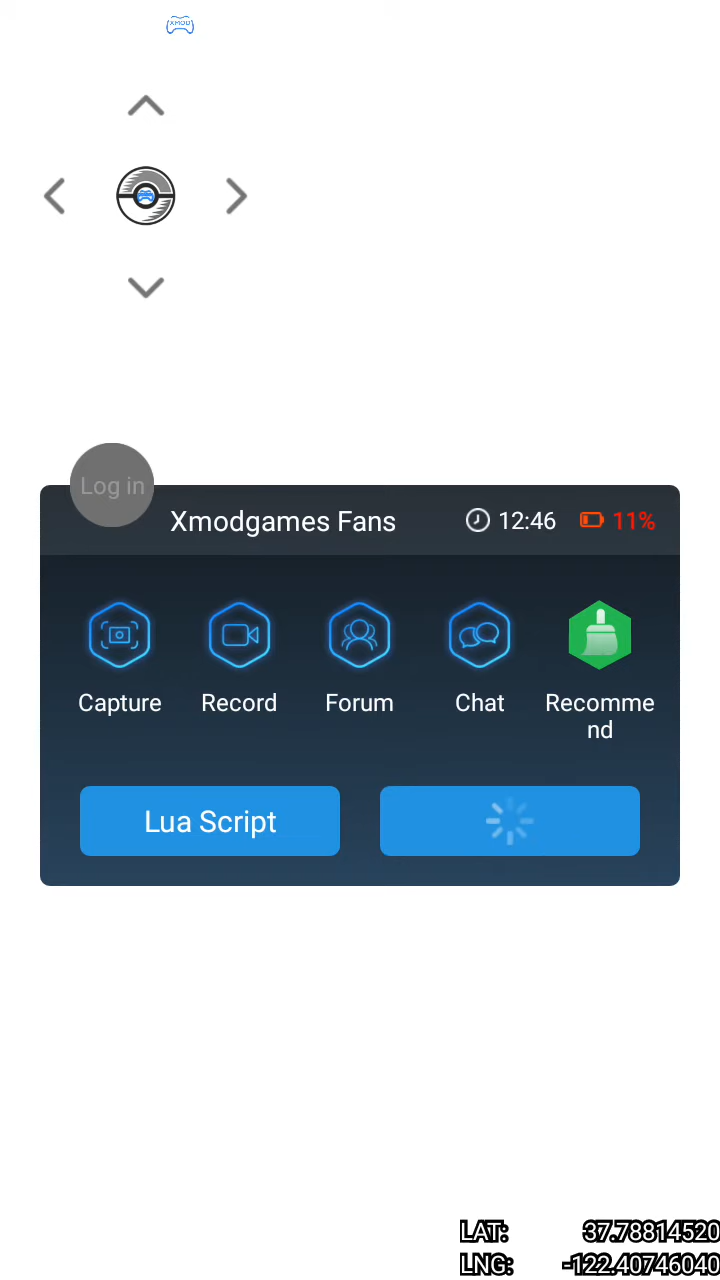 XMOD
Log in
Xmodgames Fans
12:46
11%
Capture
Record
Forum
Chat
Recomme
nd
Lua Script
LAT: 37.78814520
LNG: -122.40746040